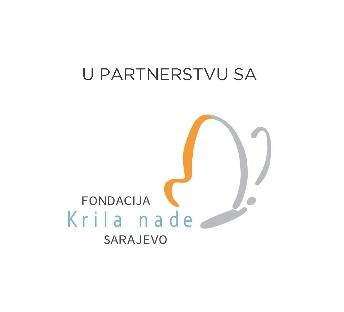 U PARTNERSTVU SA
FONDACIJA
Krila nade
SARAJEVO